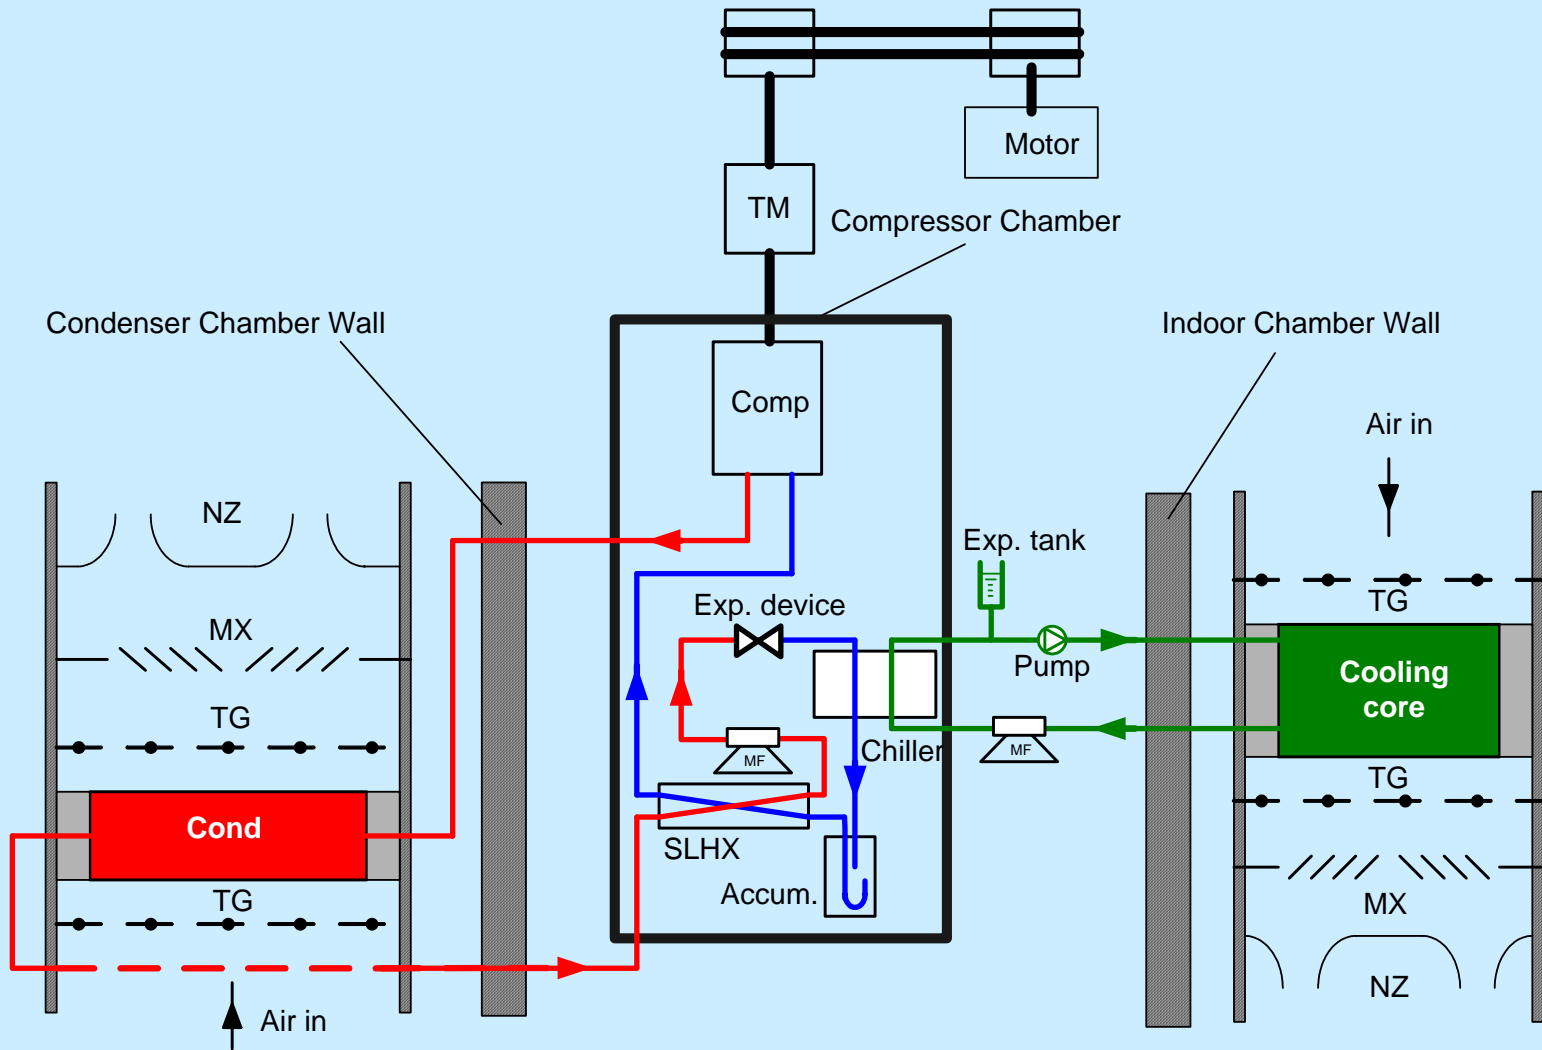 Motor
TM
Compressor Chamber
Condenser Chamber Wall
Indoor Chamber Wall
Comp
Air in
NZ
Exp. tank
Exp. device
TG
MX
Pump
Cooling
core
TG
MF
Chiller
MF
TG
Cond
SLHX
TG
Accum.
MX
NZ
Air in